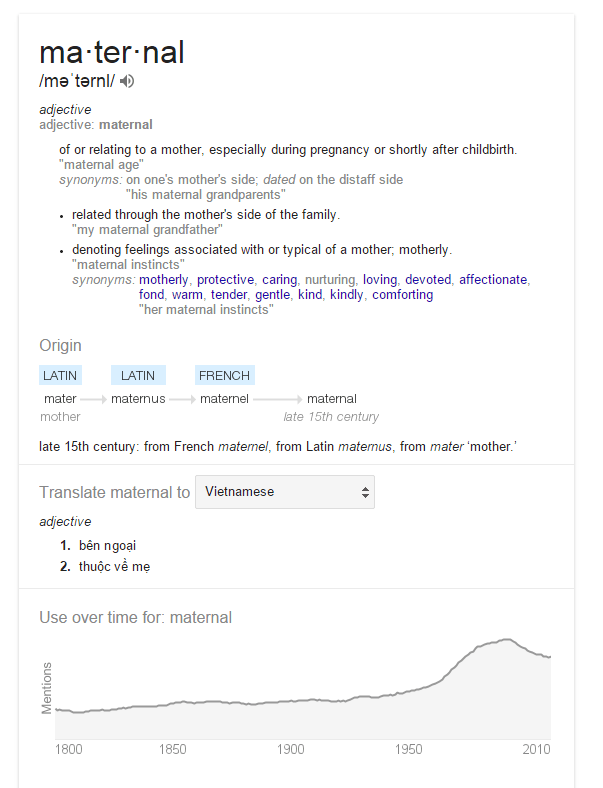 ma·ter·nal
/məˈtərnl/
adjective
adjective: maternal
of or relating to a mother, especially during pregnancy or shortly after childbirth.
"maternal age"
synonyms: on one's mother's side; dated on the distaff side
"his maternal grandparents"
• related through the mother's side of the family.
"my maternal grandfather"
• denoting feelings associated with or typical of a mother; motherly.
"maternal instincts"
synonyms: motherly, protective, caring, nurturing, loving, devoted, affectionate,
fond, warm, tender, gentle, kind, kindly, comforting
"her maternal instincts"
Origin
LATIN LATIN FRENCH
mater maternus maternel maternal
mother late 15th century
late 15th century: from French maternel, from Latin maternus, from mater ‘mother.’
Translate maternal to Vietnamese
adjective
1. bên ngoại
2. thuộc về mẹ
Use over time for: maternal
Mentions
1800 1850 1900 1950 2010